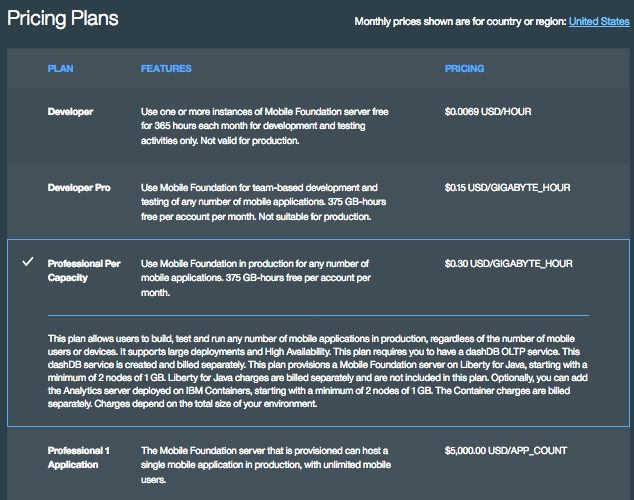 Pricing Plans
Monthly prices shown are for country or region: United States
PLAN FEATURES PRICING
Developer Use one or more instances of Mobile Foundation server free $0.0069 USD/HOUR
for 365 hours each month for development and testing
activities only. Not valid for production.
Developer Pro Use Mobile Foundation for team-based development and $0.15 USD/GIGABYTE_HOUR
testing of any number of mobile applications. 375 GB-hours
free per account per month. Not suitable for production.
Professional Per Use Mobile Foundation in production for any number of $0.30 USD/GIGABYTE_HOUR
Capacity mobile applications. 375 GB-hours free per account per
month.
This plan allows users to build, test and run any number of mobile applications in production, regardless of the number of mobile
users or devices. It supports large deployments and High Availability. This plan requires you to have a dashDB OLTP service. This
dashDB service is created and billed separately. This plan provisions a Mobile Foundation server on Liberty for Java, starting with a
minimum of 2 nodes of 1 GB. Liberty for Java charges are billed separately and are not included in this plan. Optionally, you can add
the Analytics server deployed on IBM Containers, starting with a minimum of 2 nodes of 1 GB. The Container charges are billed
separately. Charges depend on the total size of your environment.
Professional 1 The Mobile Foundation server that is provisioned can host a $5,000.00 USD/APP_COUNT
Application single mobile application in production, with unlimited mobile
users.